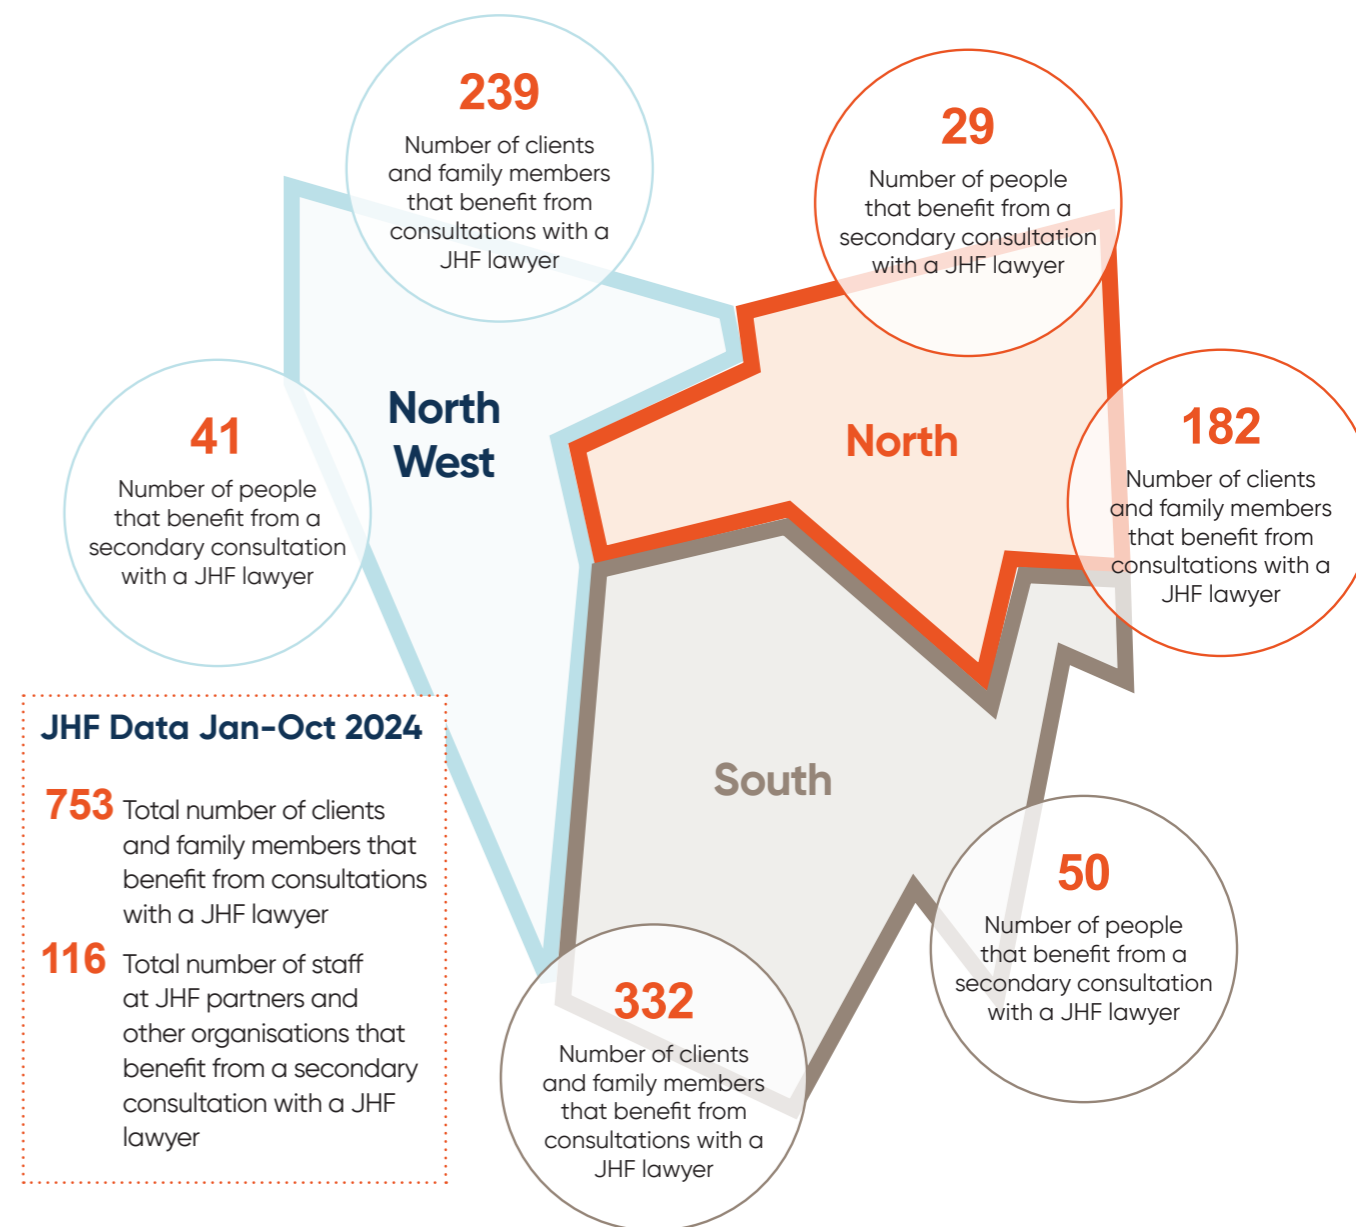 239
Number of clients
and family members
that benefit from
consultations with a
JHF lawyer
29
Number of people
that benefit from a
secondary consultation
with a JHF lawyer
41
Number of people
that benefit from a
secondary consultation
with a JHF lawyer
North
West
North
182
Number of clients
and family members
that benefit from
consultations with a
JHF lawyer
JHF Data Jan-Oct 2024
753 Total number of clients
and family members that
benefit from consultations
with a JHF lawyer
116 Total number of staff
at JHF partners and
other organisations that
benefit from a secondary
consultation with a JHF
lawyer
South
50
Number of people
that benefit from a
secondary consultation
with a JHF lawyer
332
Number of clients
and family members
that benefit from
consultations with a
JHF lawyer